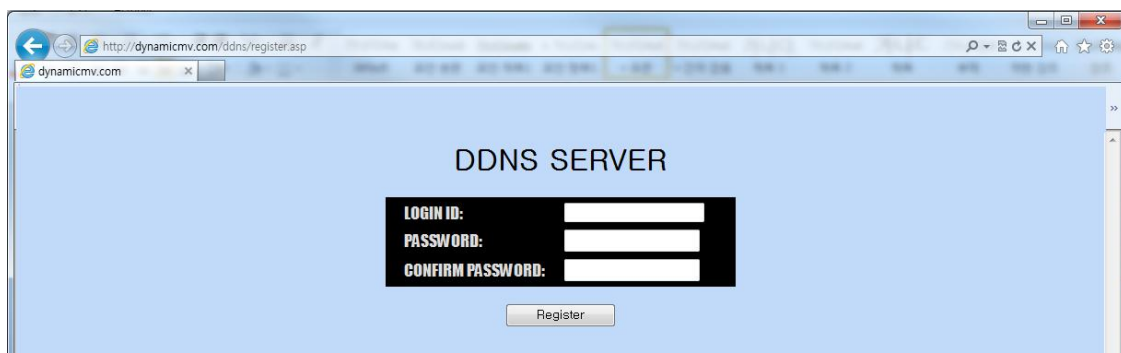 http://dynamicmv.com/ddns/register.asp
dynamicmv.com
DDNS SERVER
LOGIN ID:
PASSWORD:
CONFIRM PASSWORD:
Register